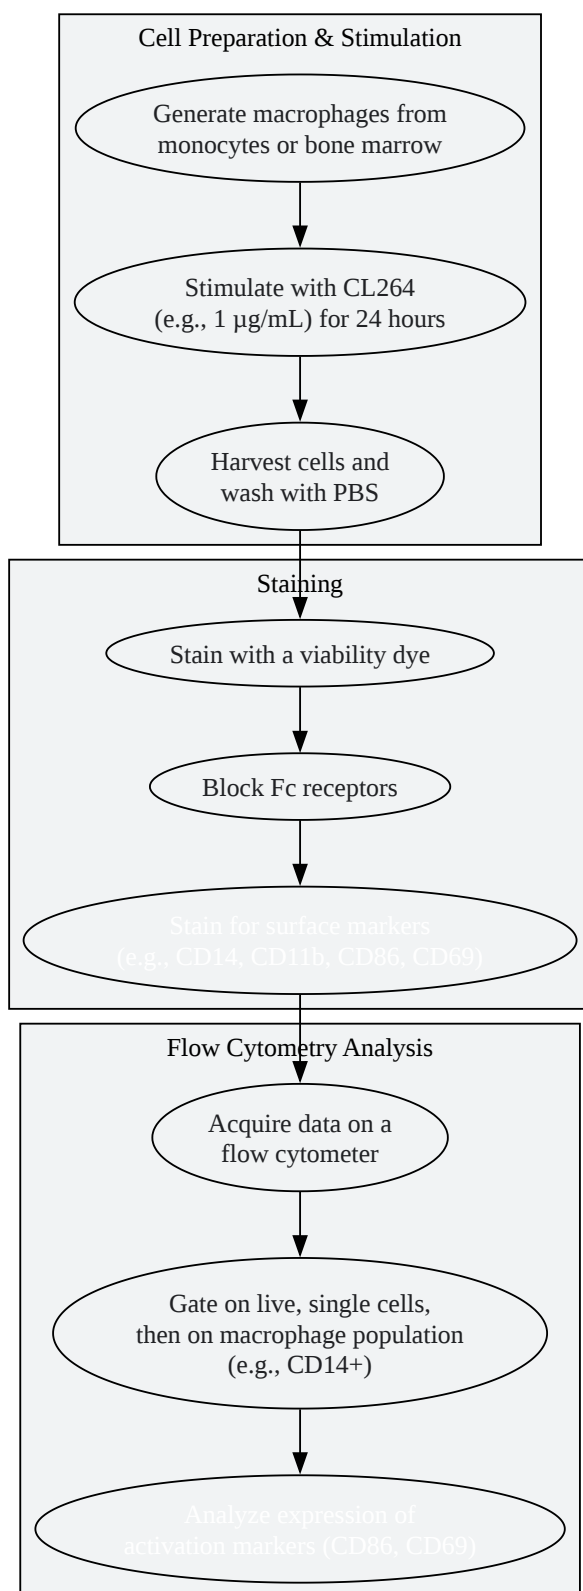 Cell Preparation & Stimulation
Generate macrophages from
monocytes or bone marrow
Stimulate with CL264
(e.g., 1 µg/mL) for 24 hours
Harvest cells and
wash with PBS
Staining
Stain with a viability dye
Block Fc receptors
Stain for surface markers
(e.g., CD14, CD11b, CD86, CD69)
Flow Cytometry Analysis
Acquire data on a
flow cytometer
Gate on live, single cells,
then on macrophage population
(e.g., CD14+)
Analyze expression of
activation markers (CD86, CD69)